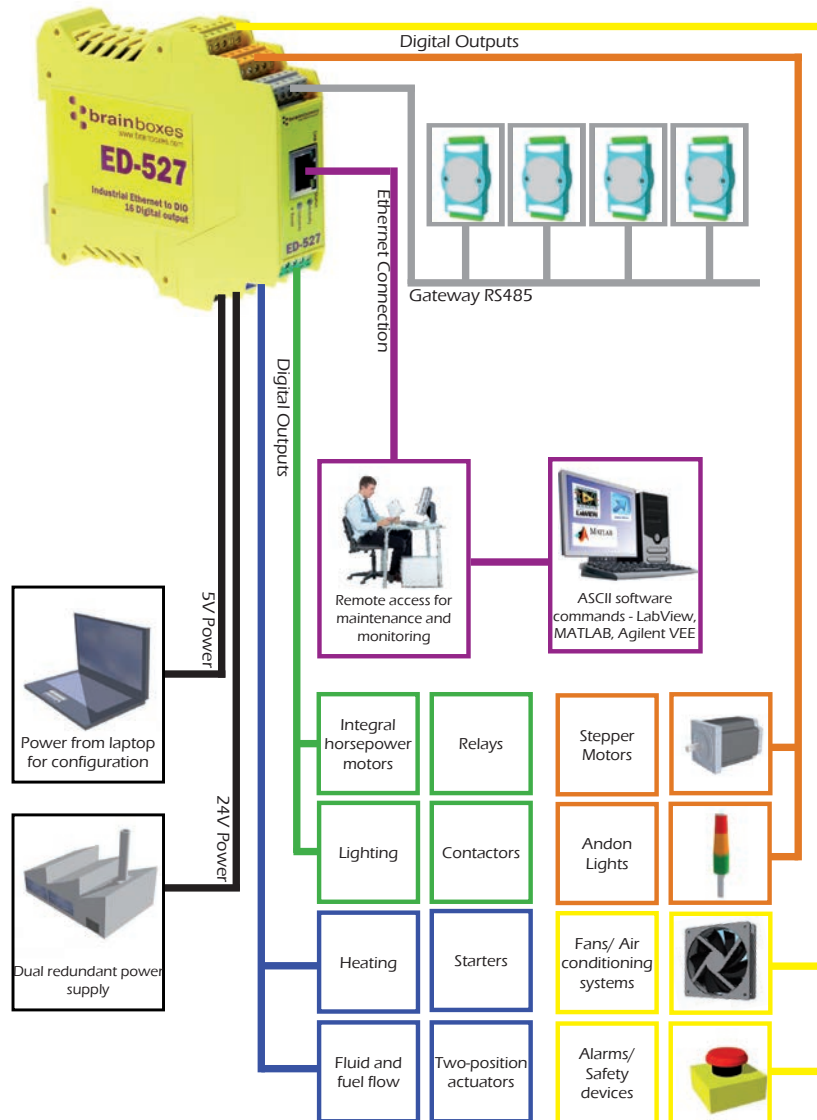 Digital Outputs
brainboxes
www.brainboxes.com
ED-527
Industrial Ethernet to DIO
16 Digital output
ED-527
Ethernet Connection
Gateway RS485
Digital Outputs
5V Power
24V Power
Power from laptop
for configuration
Dual redundant power
supply
Remote access for
maintenance and
monitoring
LabVIEW
MATLAB
ASCII software
commands - LabView,
MATLAB, Agilent VEE
Integral
horsepower
motors
Relays
Stepper
Motors
Lighting
Contactors
Andon
Lights
Heating
Starters
Fans/ Air
conditioning
systems
Fluid and
fuel flow
Two-position
actuators
Alarms/
Safety
devices